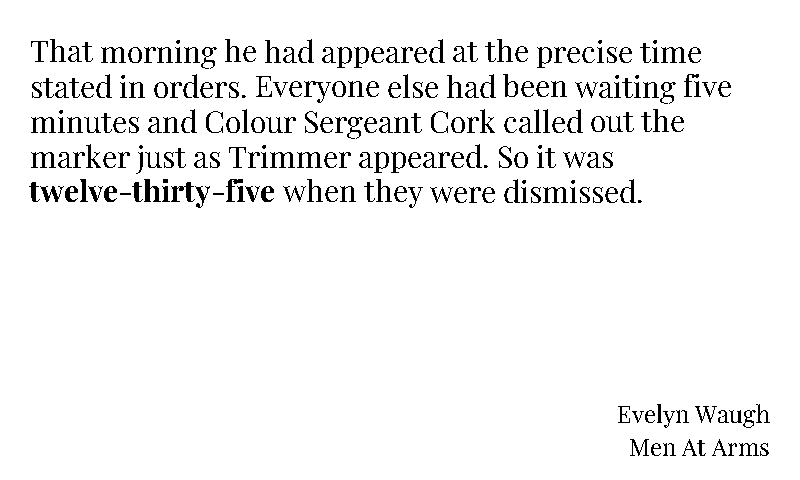 That morning he had appeared at the precise time
stated in orders. Everyone else had been waiting five
minutes and Colour Sergeant Cork called out the
marker just as Trimmer appeared. So it was
twelve-thirty-five when they were dismissed.
Evelyn Waugh
Men At Arms